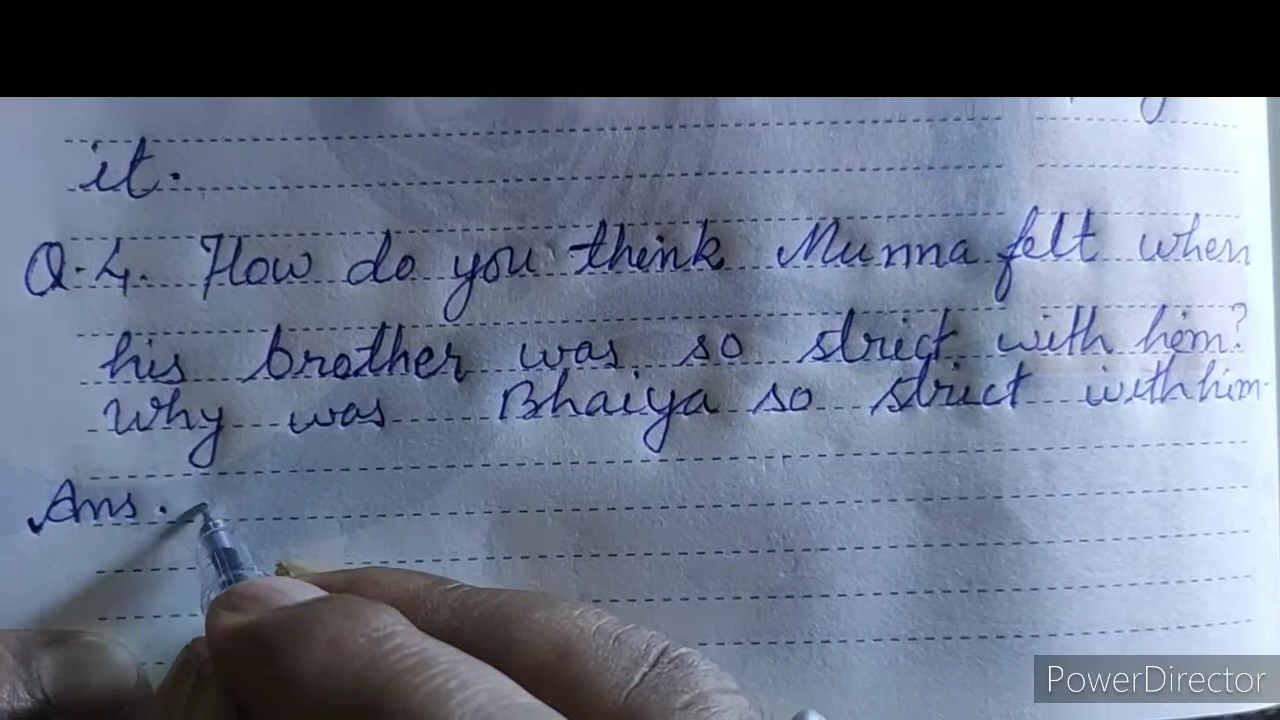 it.
Q.4. How do you think Munna felt when
his brother was so strict with him?
Why was Bhaiya so strict with him.
Ans.
PowerDirector